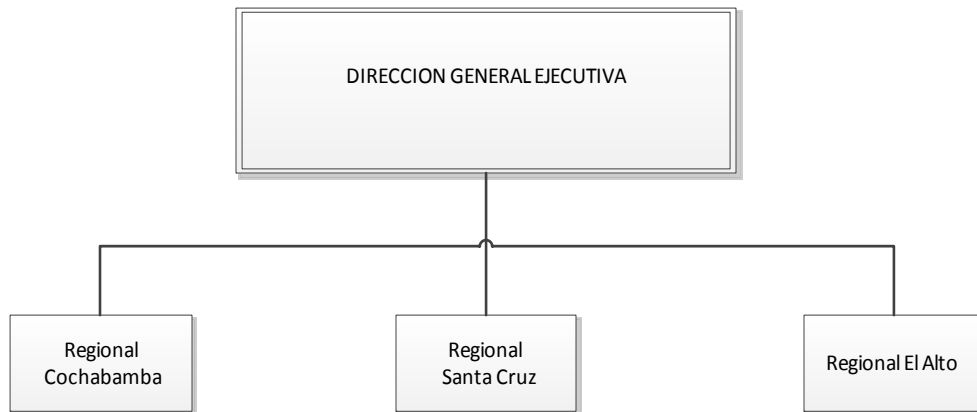 DIRECCION GENERAL EJECUTIVA
Regional
Cochabamba
Regional
Santa Cruz
Regional El Alto